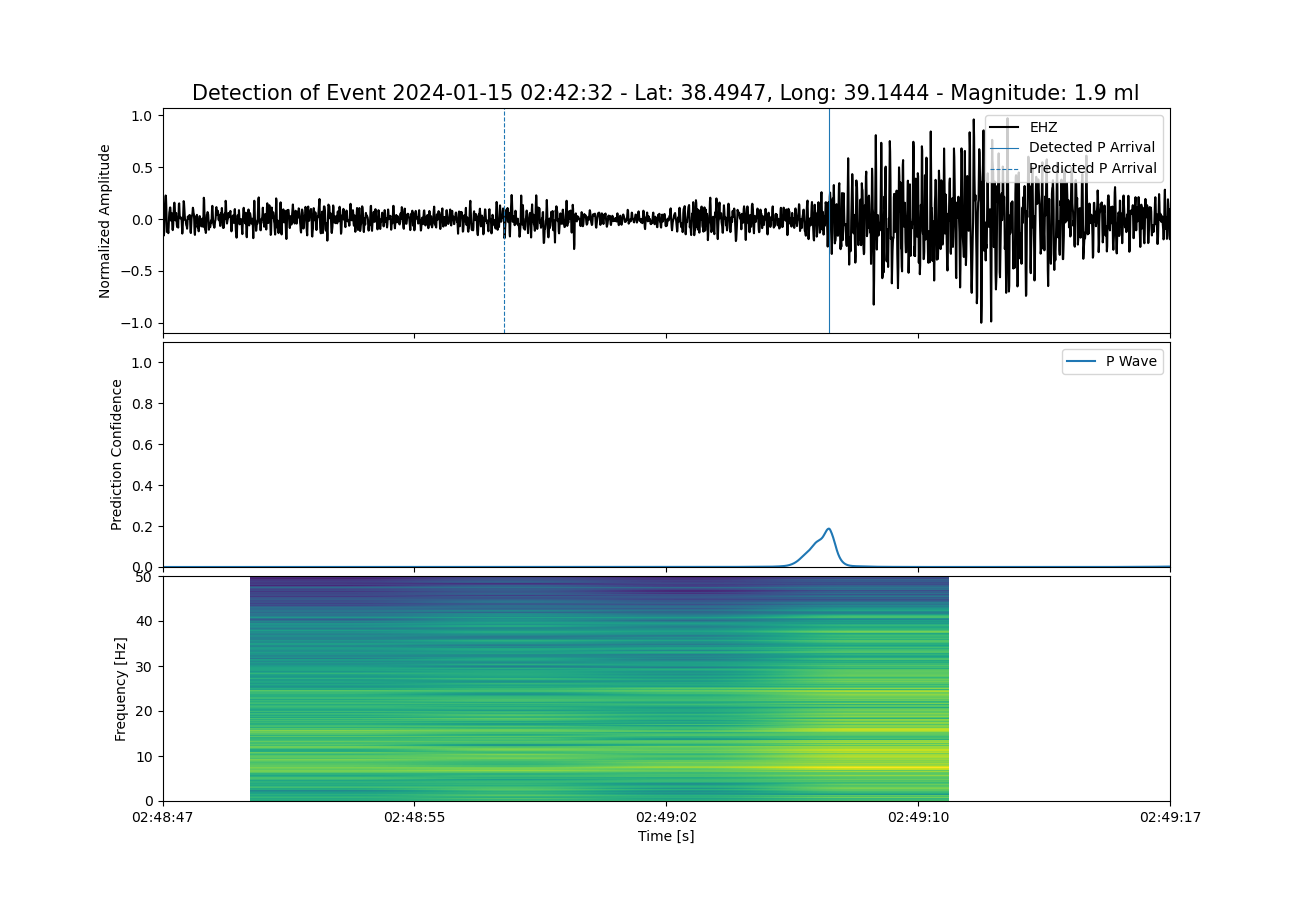 Detection of Event 2024-01-15 02:42:32 - Lat: 38.4947, Long: 39.1444 - Magnitude: 1.9 ml
Normalized Amplitude
1.0
0.5
0.0
−0.5
−1.0
EHZ
Detected P Arrival
Predicted P Arrival
Prediction Confidence
1.0
0.8
0.6
0.4
0.2
0.0
P Wave
Frequency [Hz]
50
40
30
20
10
0
02:48:47
02:48:55
02:49:02
02:49:10
02:49:17
Time [s]